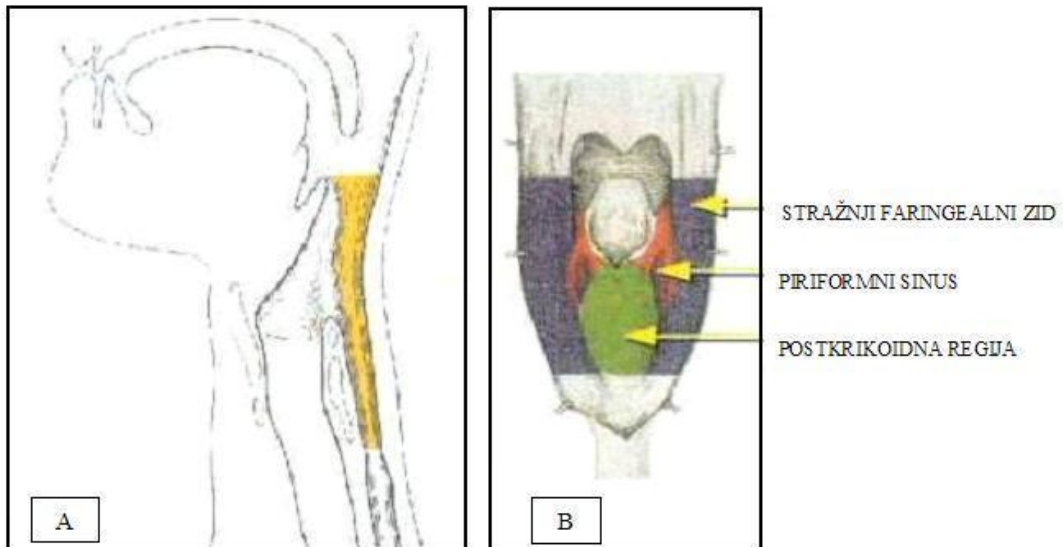 STRAŽNJI FARINGEALNI ZID
PIRIFORMNI SINUS
POSTKRIKOIDNA REGIJA
A
B